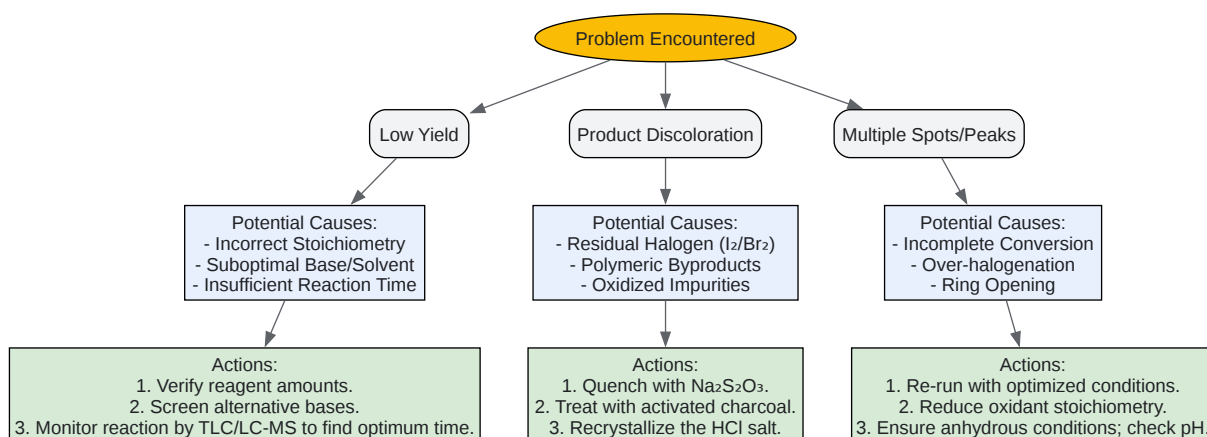 Problem Encountered
Low Yield
Product Discoloration
Multiple Spots/Peaks
Potential Causes:
- Incorrect Stoichiometry
- Suboptimal Base/Solvent
- Insufficient Reaction Time
Potential Causes:
- Residual Halogen (I₂/Br₂)
- Polymeric Byproducts
- Oxidized Impurities
Potential Causes:
- Incomplete Conversion
- Over-halogenation
- Ring Opening
Actions:
1. Verify reagent amounts.
2. Screen alternative bases.
3. Monitor reaction by TLC/LC-MS to find optimum time.
Actions:
1. Quench with Na₂S₂O₃.
2. Treat with activated charcoal.
3. Recrystallize the HCl salt.
Actions:
1. Re-run with optimized conditions.
2. Reduce oxidant stoichiometry.
3. Ensure anhydrous conditions; check pH.